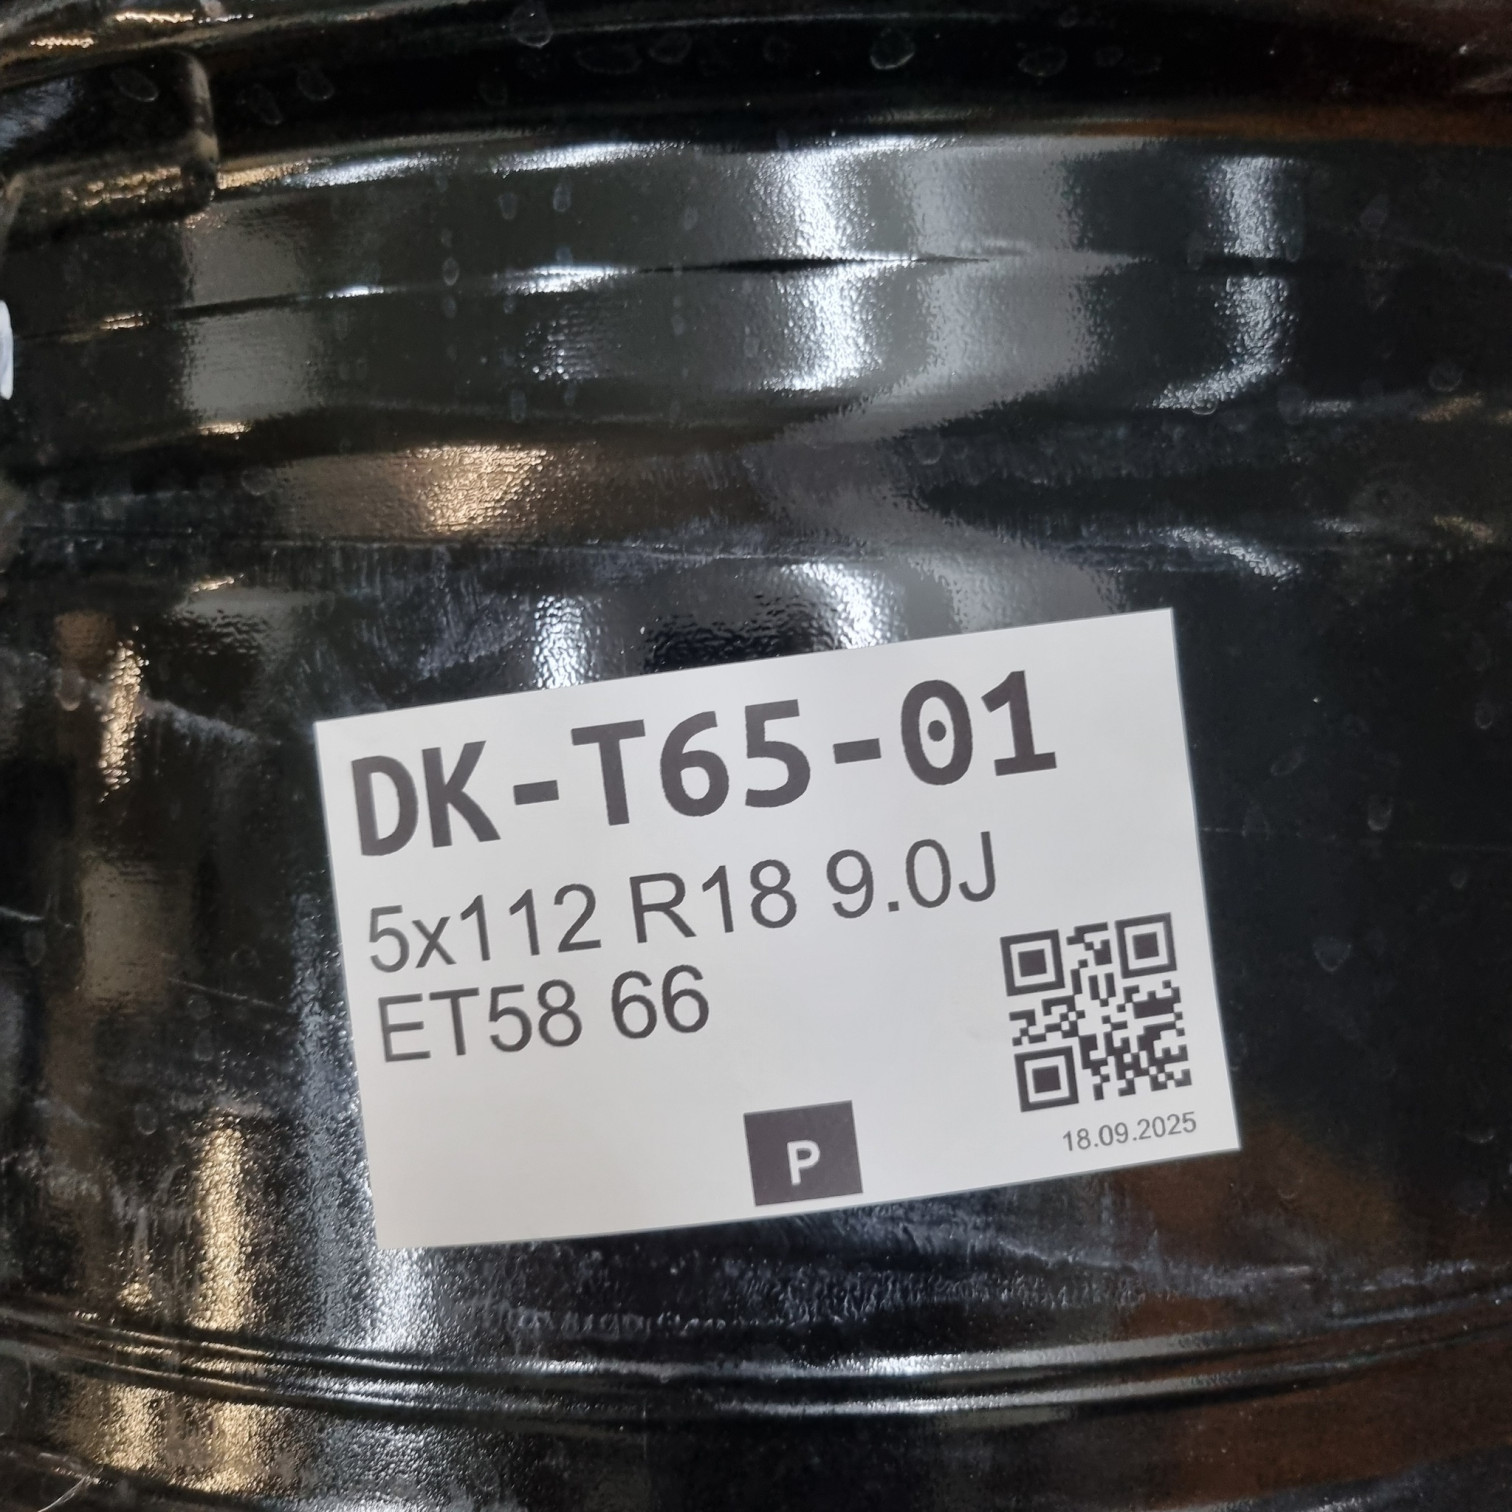 DK-T65-01
5x112 R18 9.0J
ET58 66
P
18.09.2025